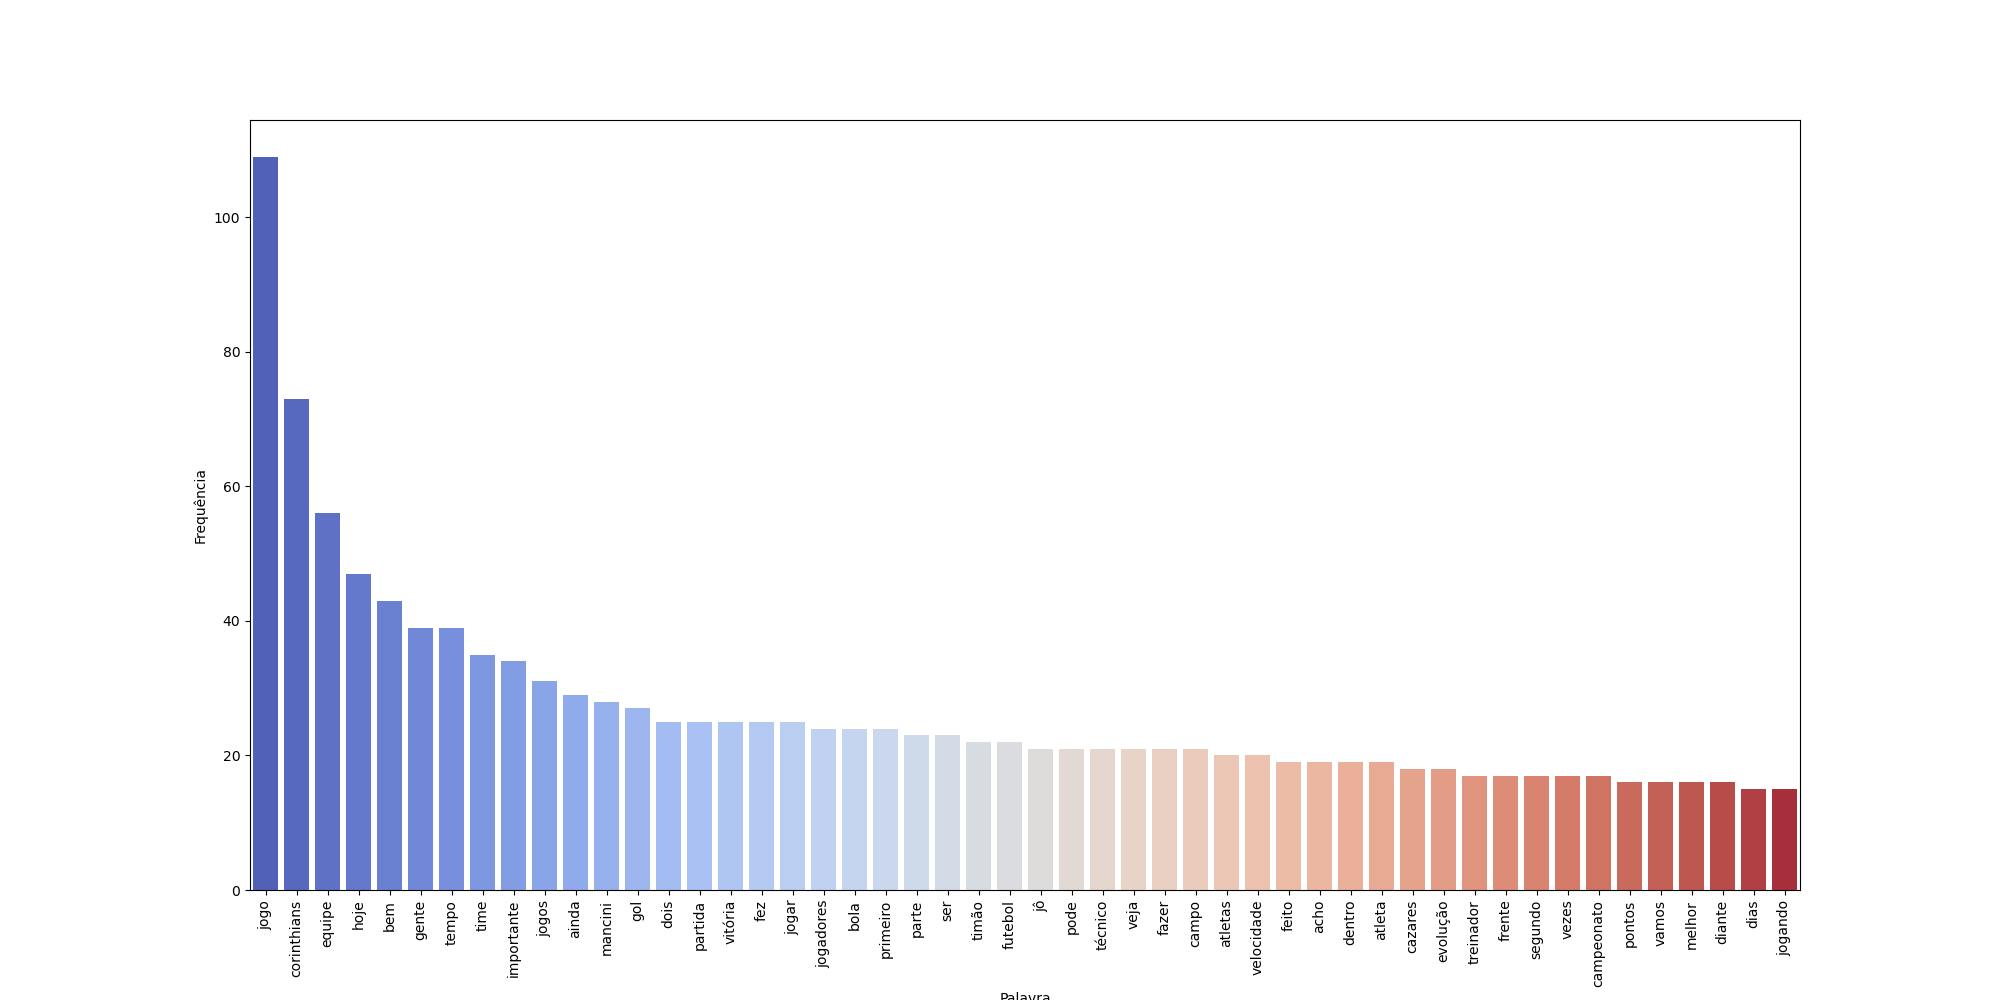 Frequência
100
80
60
40
20
0
jogo
corinthians
equipe
hoje
bem
gente
tempo
time
importante
jogos
ainda
mancini
gol
dois
partida
vitória
fez
jogar
jogadores
bola
primeiro
parte
ser
timão
futebol
jô
pode
técnico
veja
fazer
campo
atletas
velocidade
feito
acho
dentro
atleta
cazares
evolução
treinador
frente
segundo
vezes
campeonato
pontos
vamos
melhor
diante
dias
jogando
Palavra